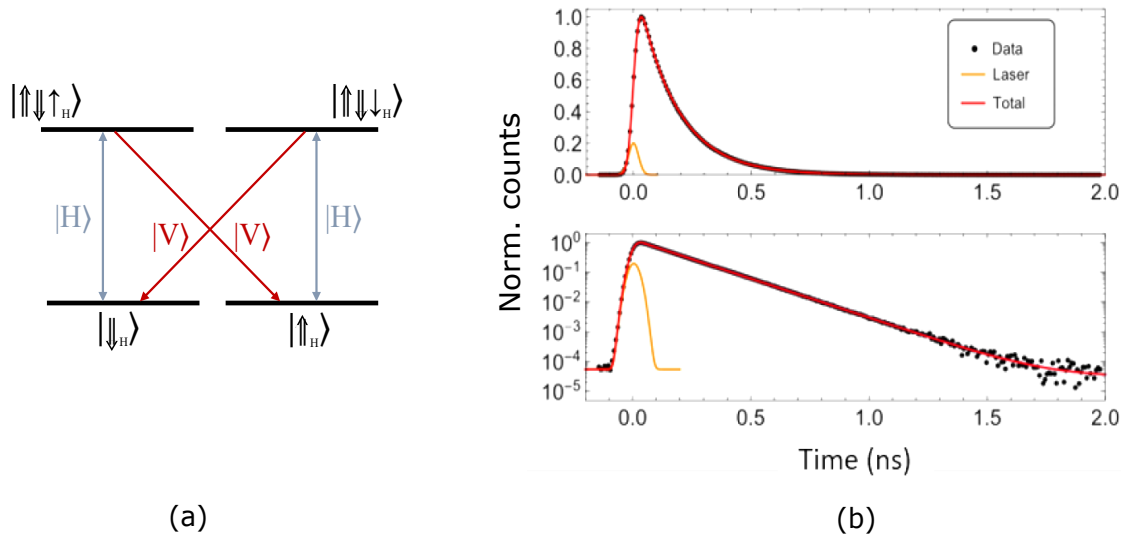 |⇑⇓↑H⟩ |⇑⇓↓H⟩
|H⟩ |V⟩ |V⟩ |H⟩
|⇓H⟩ |⇑H⟩
(a)
Norm. counts
1.0
0.8
0.6
0.4
0.2
0.0
Data
Laser
Total
0.0 0.5 1.0 1.5 2.0
10⁰
10⁻¹
10⁻²
10⁻³
10⁻⁴
10⁻⁵
0.0 0.5 1.0 1.5 2.0
Time (ns)
(b)